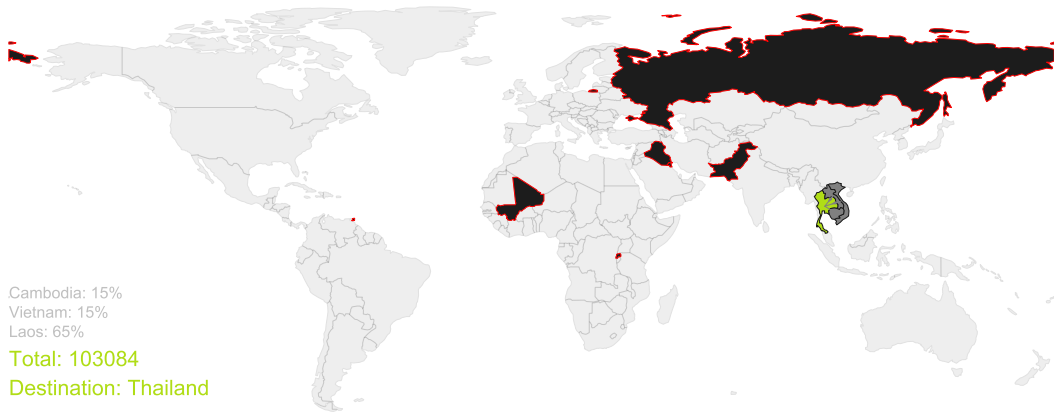 Cambodia: 15%
Vietnam: 15%
Laos: 65%
Total: 103084
Destination: Thailand